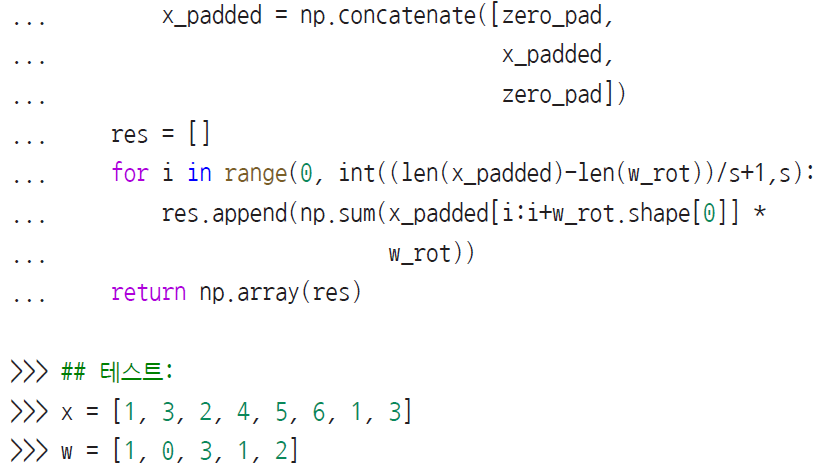 ...         x_padded = np.concatenate([zero_pad,
...                                    x_padded,
...                                    zero_pad])
...     res = []
...     for i in range(0, int((len(x_padded)-len(w_rot))/s+1,s):
...         res.append(np.sum(x_padded[i:i+w_rot.shape[0]] *
...                           w_rot))
...     return np.array(res)
>>> ## 테스트:
>>> x = [1, 3, 2, 4, 5, 6, 1, 3]
>>> w = [1, 0, 3, 1, 2]